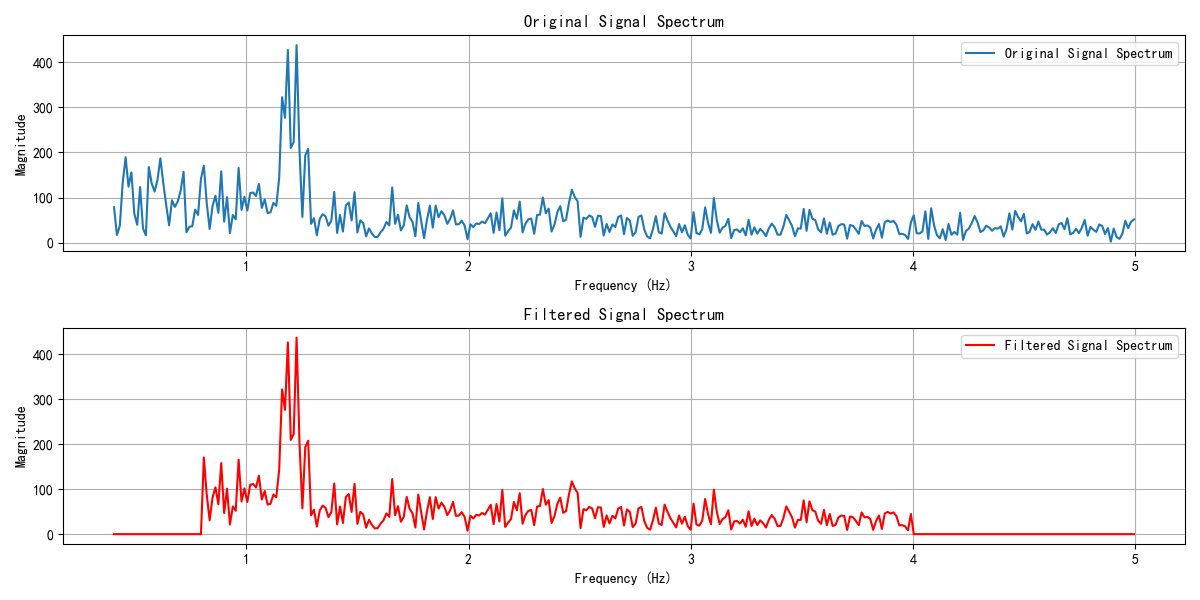 Original Signal Spectrum
Original Signal Spectrum
Magnitude
400
300
200
100
0
1
2
3
4
5
Frequency (Hz)
Filtered Signal Spectrum
Filtered Signal Spectrum
Magnitude
400
300
200
100
0
1
2
3
4
5
Frequency (Hz)